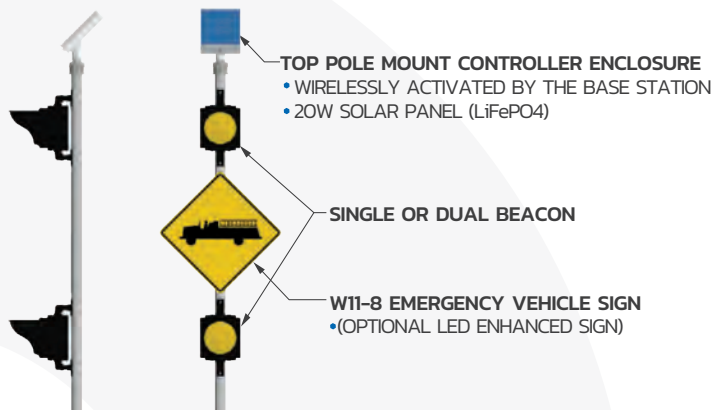 TOP POLE MOUNT CONTROLLER ENCLOSURE
• WIRELESSLY ACTIVATED BY THE BASE STATION
• 20W SOLAR PANEL (LiFePO4)
SINGLE OR DUAL BEACON
W11-8 EMERGENCY VEHICLE SIGN
•(OPTIONAL LED ENHANCED SIGN)